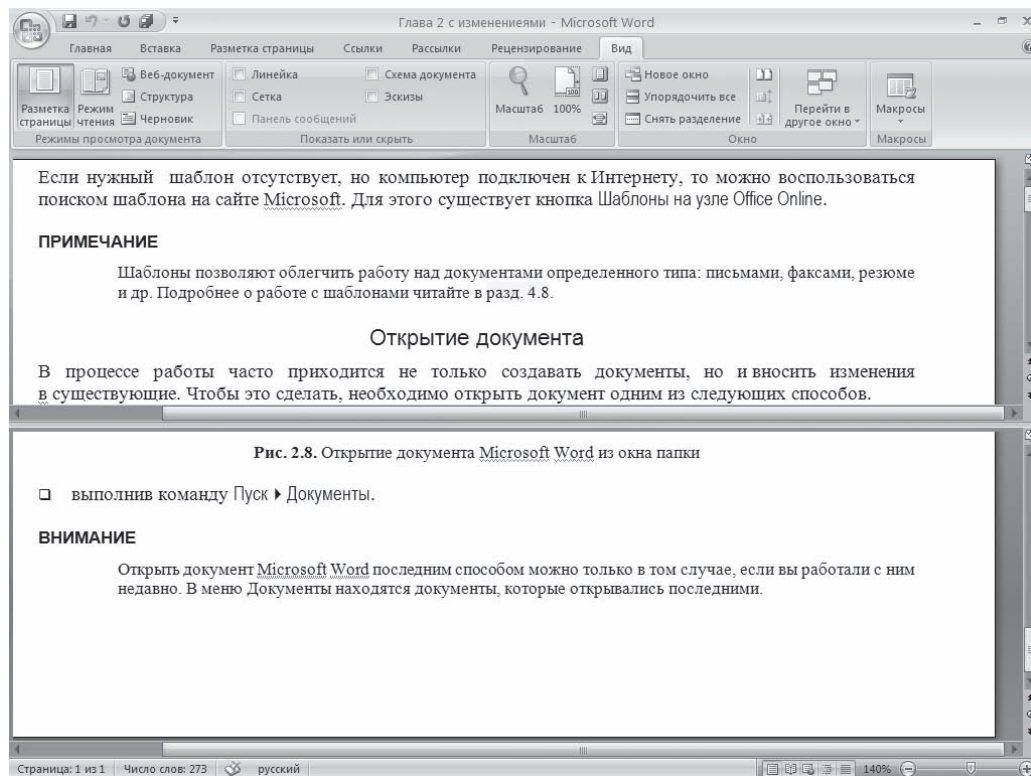 Глава 2 с измененияеми - Microsoft Word
Главная Вставка Разметка страницы Ссылки Рассылки Рецензирование Вид
Разметка страницы
Режим чтения
Веб-документ
Структура
Черновик
Режимы просмотра документа
Линейка
Сетка
Панель сообщений
Схема документа
Эскизы
Показать или скрыть
Масштаб
100%
Масштаб
Новое окно
Упорядочить все
Снять разделение
Перейти в другое окно
Окно
Макросы
Макросы
Если нужный шаблон отсутствует, но компьютер подключен к Интернету, то можно воспользоваться
поиском шаблона на сайте Microsoft. Для этого существует кнопка Шаблоны на узле Office Online.
ПРИМЕЧАНИЕ
Шаблоны позволяют облегчить работу над документами определенного типа: письмами, факсами, резюме
и др. Подробнее о работе с шаблонами читайте в разд. 4.8.
Открытие документа
В процессе работы часто приходится не только создавать документы, но и вносить изменения
в существующие. Чтобы это сделать, необходимо открыть документ одним из следующих способов.
Рис. 2.8. Открытие документа Microsoft Word из окна папки
выполнив команду Пуск ▸ Документы.
ВНИМАНИЕ
Открыть документ Microsoft Word последним способом можно только в том случае, если вы работали с ним
недавно. В меню Документы находятся документы, которые открывались последними.
Страница: 1 из 1 Число слов: 273 русский 140%